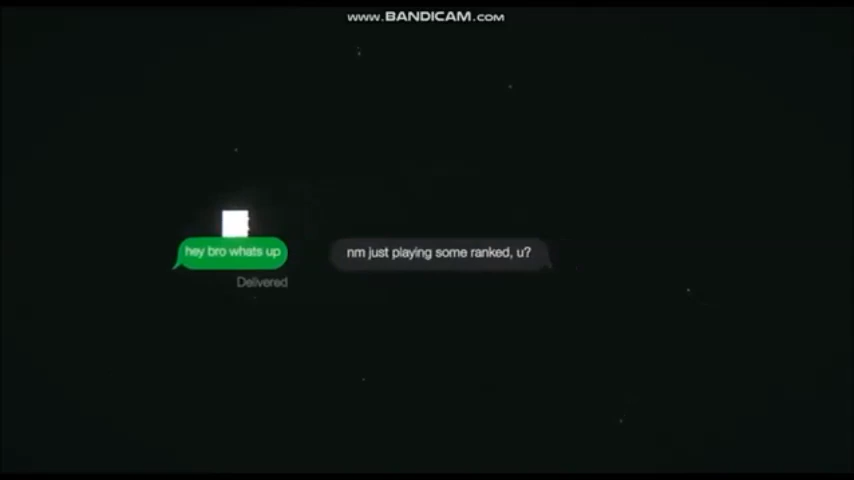 www.BANDICAM.com
hey bro whats up
nm just playing some ranked, u?
Delivered